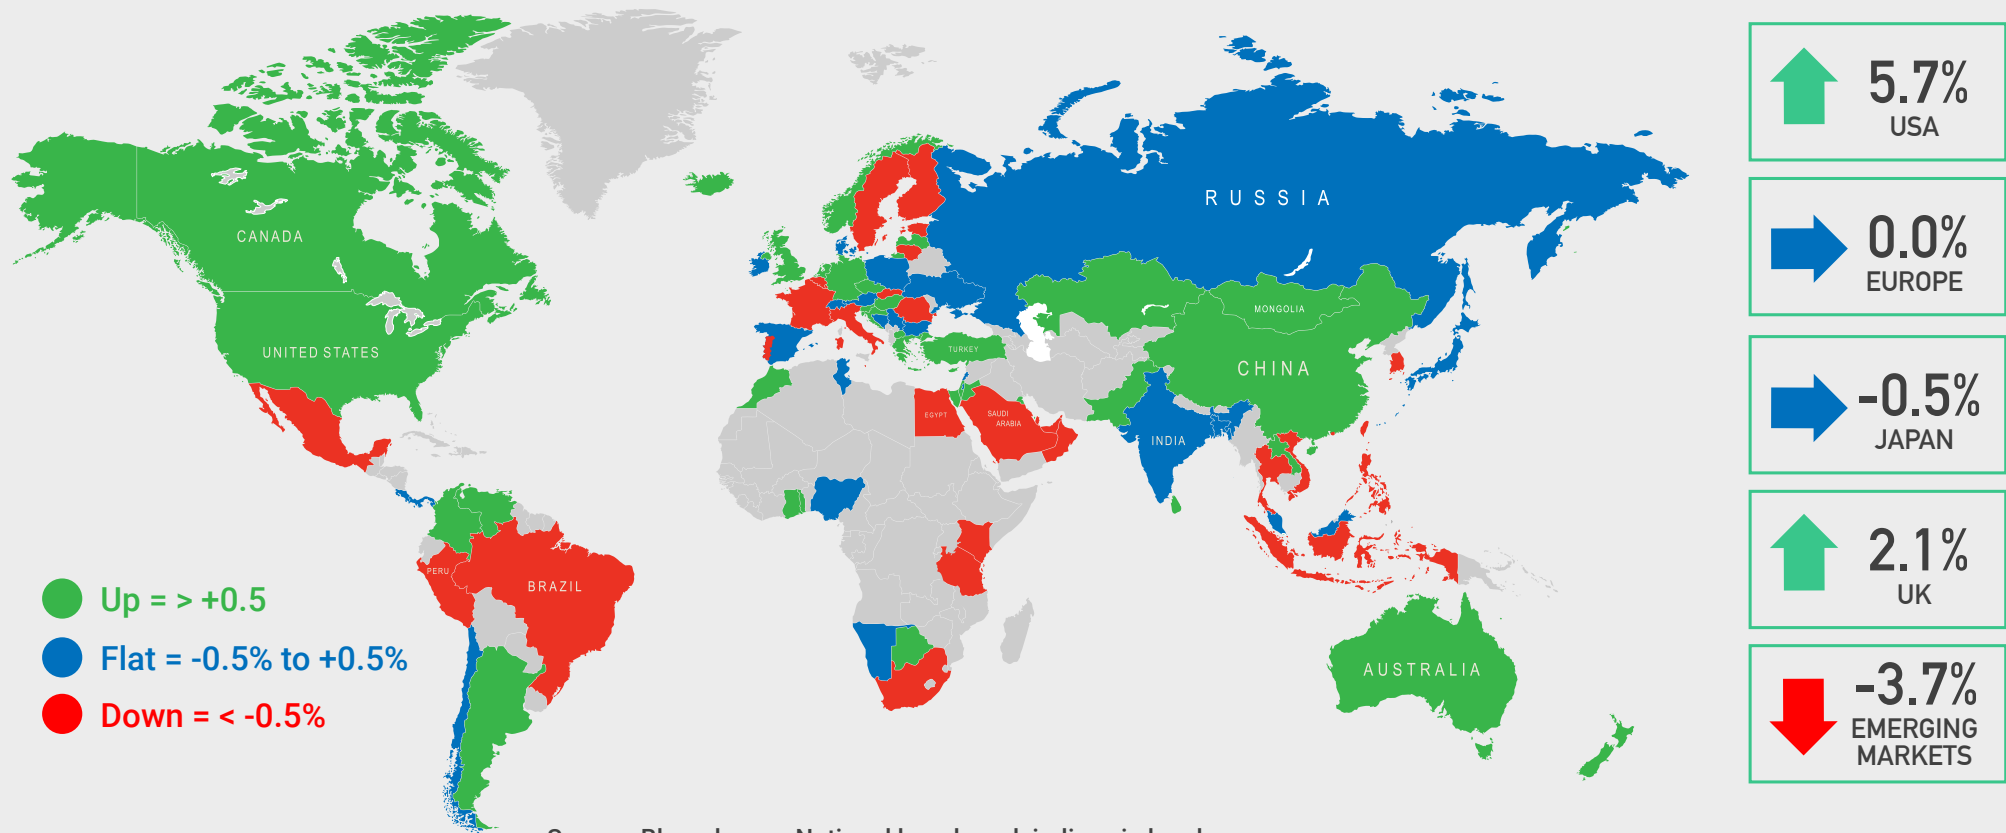 CANADA
UNITED STATES
RUSSIA
MONGOLIA
CHINA
TURKEY
EGYPT
SAUDI
ARABIA
INDIA
PERU
BRAZIL
AUSTRALIA
Up = > +0.5
Flat = -0.5% to +0.5%
Down = < -0.5%
5.7%
USA
0.0%
EUROPE
-0.5%
JAPAN
2.1%
UK
-3.7%
EMERGING
MARKETS